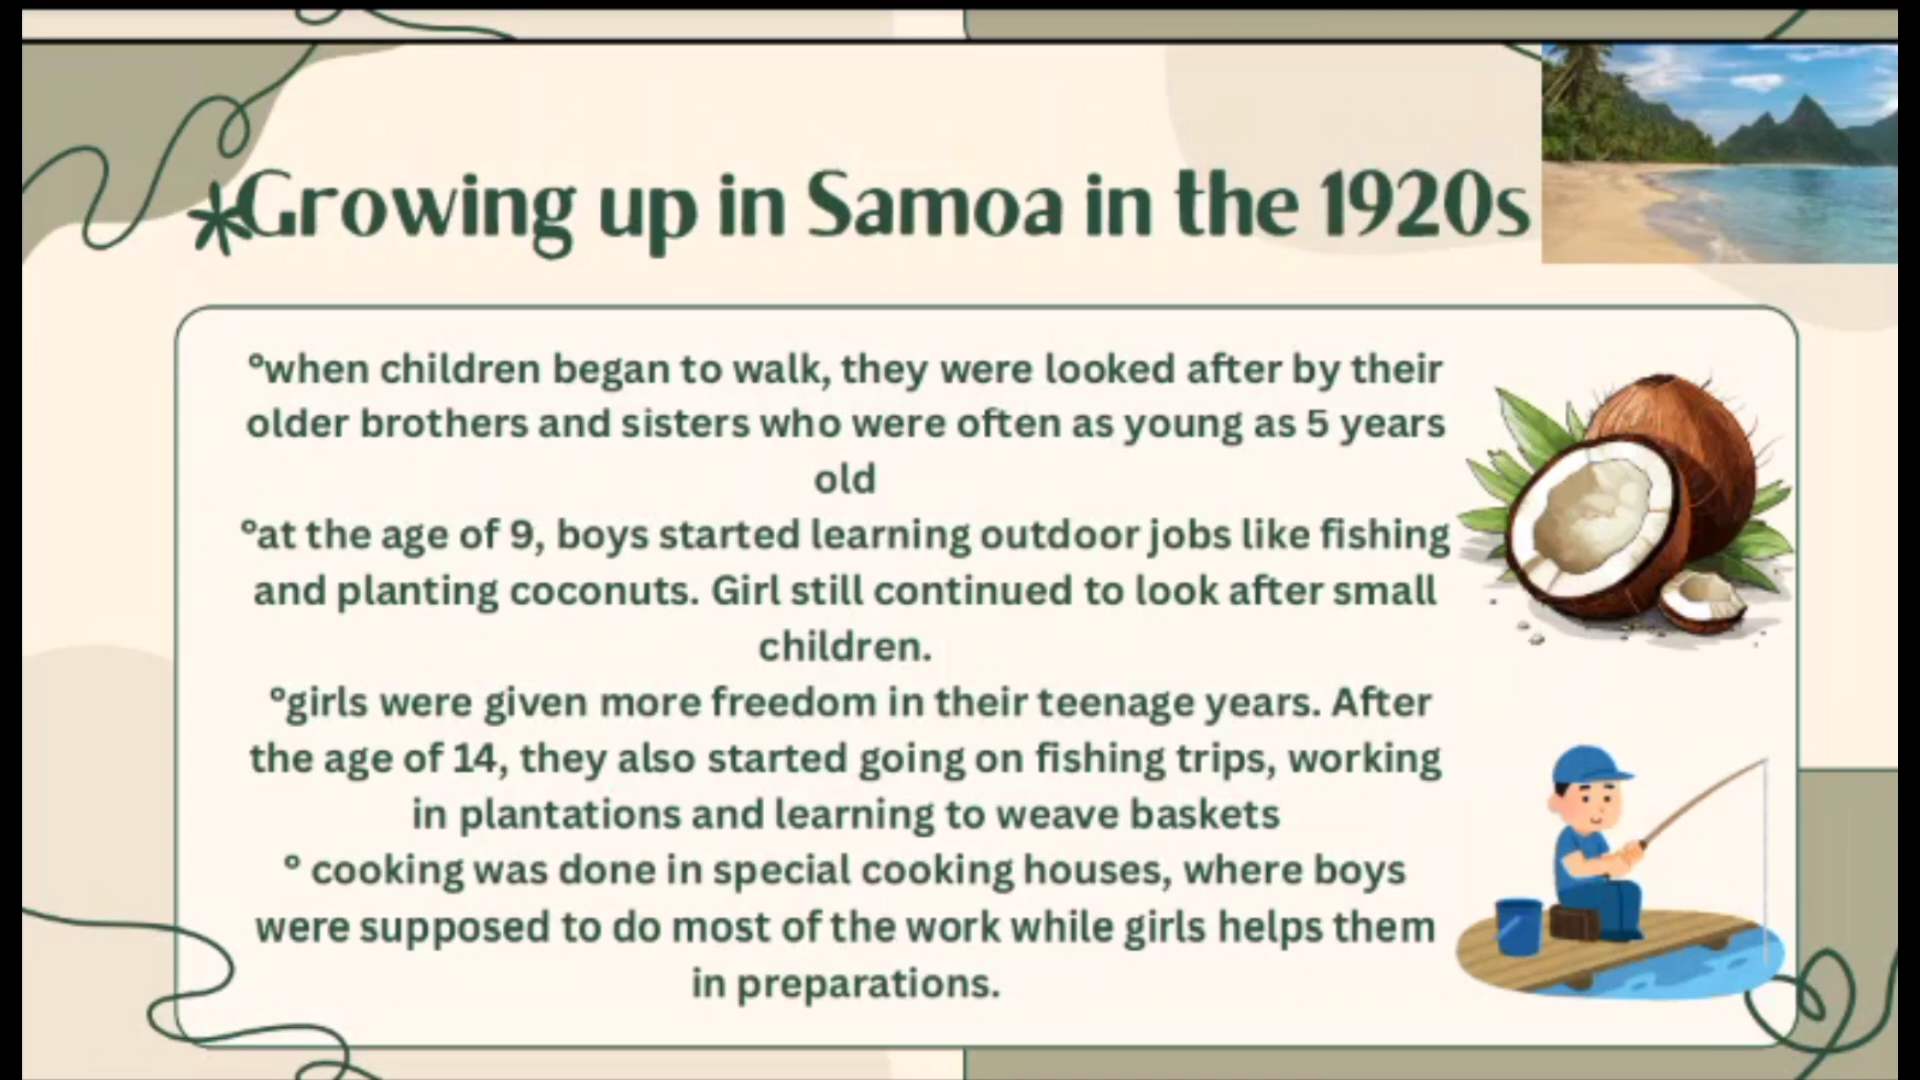 *Growing up in Samoa in the 1920s
°when children began to walk, they were looked after by their
older brothers and sisters who were often as young as 5 years
old
°at the age of 9, boys started learning outdoor jobs like fishing
and planting coconuts. Girl still continued to look after small
children.
°girls were given more freedom in their teenage years. After
the age of 14, they also started going on fishing trips, working
in plantations and learning to weave baskets
° cooking was done in special cooking houses, where boys
were supposed to do most of the work while girls helps them
in preparations.